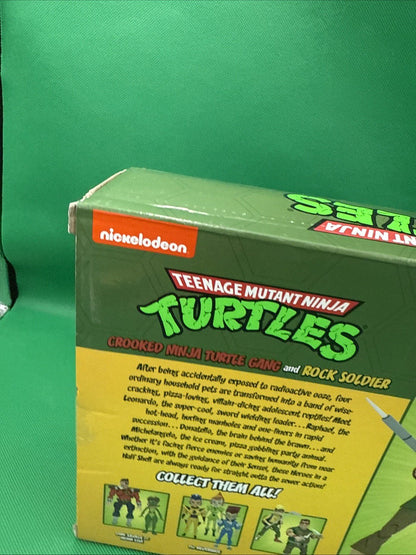 TLES
NT NINJA
nickelodeon
TEENAGE MUTANT NINJA
TURTLES
CROOKED NINJA TURTLE GANG and ROCK SOLDIER
After being accidentally exposed to radioactive ooze, four
ordinary household pets are transformed into a band of wise-
cracking, pizza-loving, villain-dicing adolescent reptiles! Meet
Leonardo, the super-cool, sword wielding leader...Raphael, the
hot-head, hurtling manholes and one-liners in rapid
succession... Donatello, the brain behind the brawn...and
Michelangelo, the ice cream, pizza gobbling party animal.
Whether it's facing fierce enemies or saving humanity from near
extinction, with the guidance of their Sensei, these Heroes in a
Half Shell are always ready for straight outta the sewer action!
COLLECT THEM ALL!